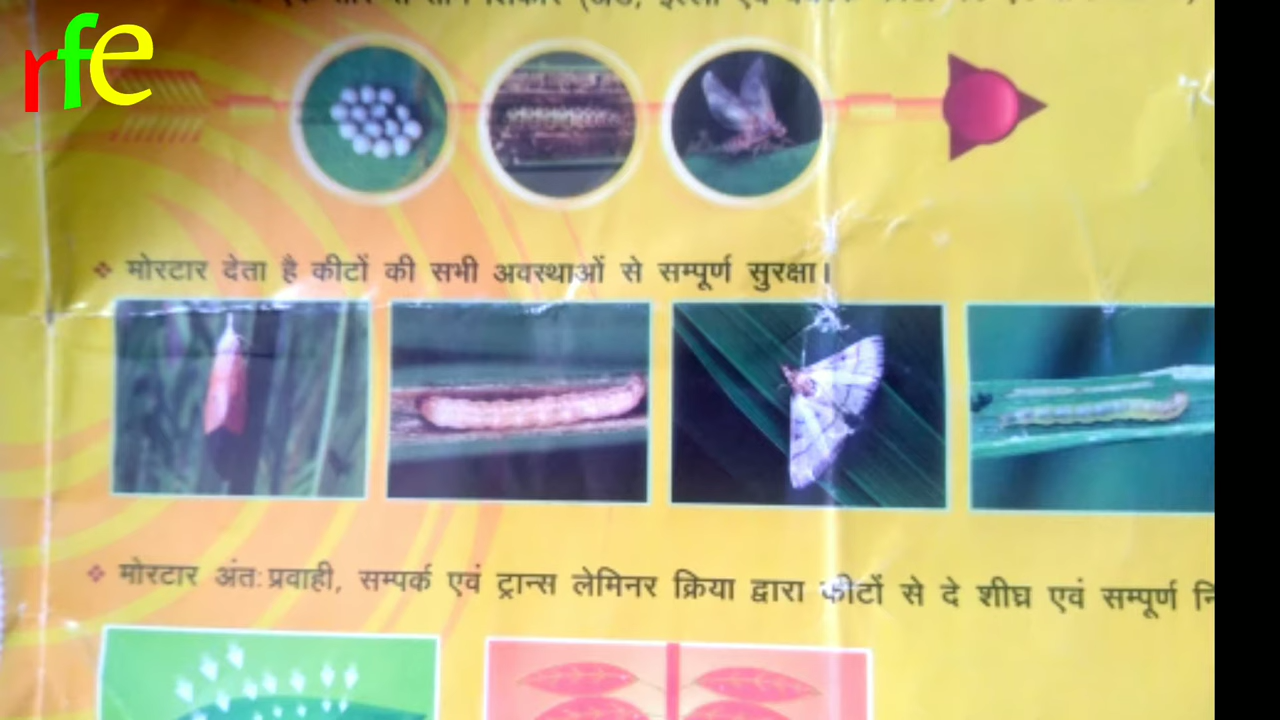 rfe
मोरटार देता है कीटों की सभी अवस्थाओं से सम्पूर्ण सुरक्षा।
मोरटार अंत:प्रवाही, सम्पर्क एवं ट्रान्स लेमिनर क्रिया द्वारा कीटों से दे शीघ्र एवं सम्पूर्ण